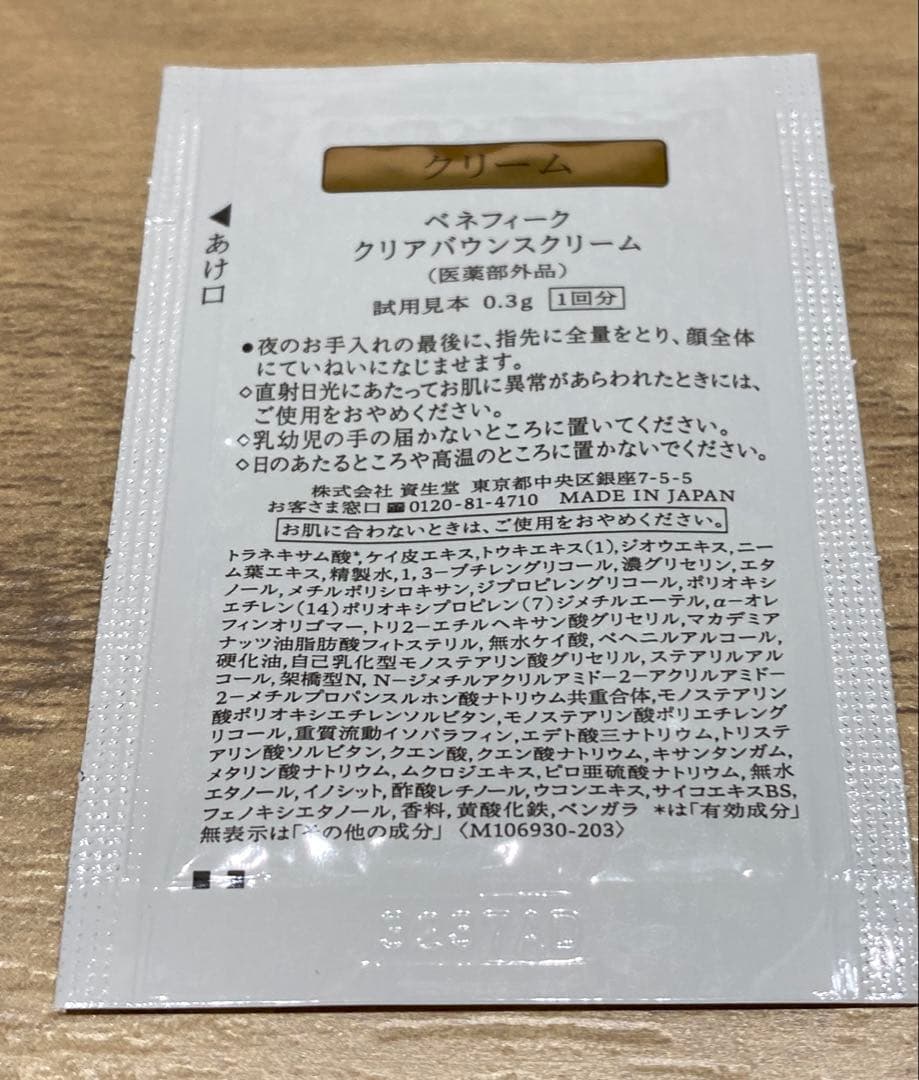 クリーム
◀あけ口
ベネフィーク
クリアバウンスクリーム
（医薬部外品）
試用見本 0.3g 1回分
●夜のお手入れの最後に、指先に全量をとり、顔全体
にていねいになじませます。
◇直射日光にあたってお肌に異常があらわれたときには、
ご使用をおやめください。
◇乳幼児の手の届かないところに置いてください。
◇日のあたるところや高温のところに置かないでください。
株式会社 資生堂 東京都中央区銀座7-5-5
お客さま窓口 0120-81-4710 MADE IN JAPAN
お肌に合わないときは、ご使用をおやめください。
トラネキサム酸*,ケイ皮エキス,トウキエキス(1),ジオウエキス,ニー
ム葉エキス,精製水,1,3-ブチレングリコール,濃グリセリン,エタ
ノール,メチルポリシロキサン,ジプロピレングリコール,ポリオキシ
エチレン(14)ポリオキシプロピレン(7)ジメチルエーテル,α-オレ
フィンオリゴマー,トリ2-エチルヘキサン酸グリセリル,マカデミア
ナッツ油脂肪酸フィトステリル,無水ケイ酸,ベヘニルアルコール,
硬化油,自己乳化型モノステアリン酸グリセリル,ステアリルアル
コール,架橋型N,N-ジメチルアクリルアミド-2-アクリルアミド-
2-メチルプロパンスルホン酸ナトリウム共重合体,モノステアリン
酸ポリオキシエチレンソルビタン,モノステアリン酸ポリエチレング
リコール,重質流動イソパラフィン,エデト酸三ナトリウム,トリステ
アリン酸ソルビタン,クエン酸,クエン酸ナトリウム,キサンタンガム,
メタリン酸ナトリウム,ムクロジエキス,ピロ亜硫酸ナトリウム,無水
エタノール,イノシット,酢酸レチノール,ウコンエキス,サイコエキスBS,
フェノキシエタノール,香料,黄酸化鉄,ベンガラ *は「有効成分」
無表示は「その他の成分」〈M106930-203〉